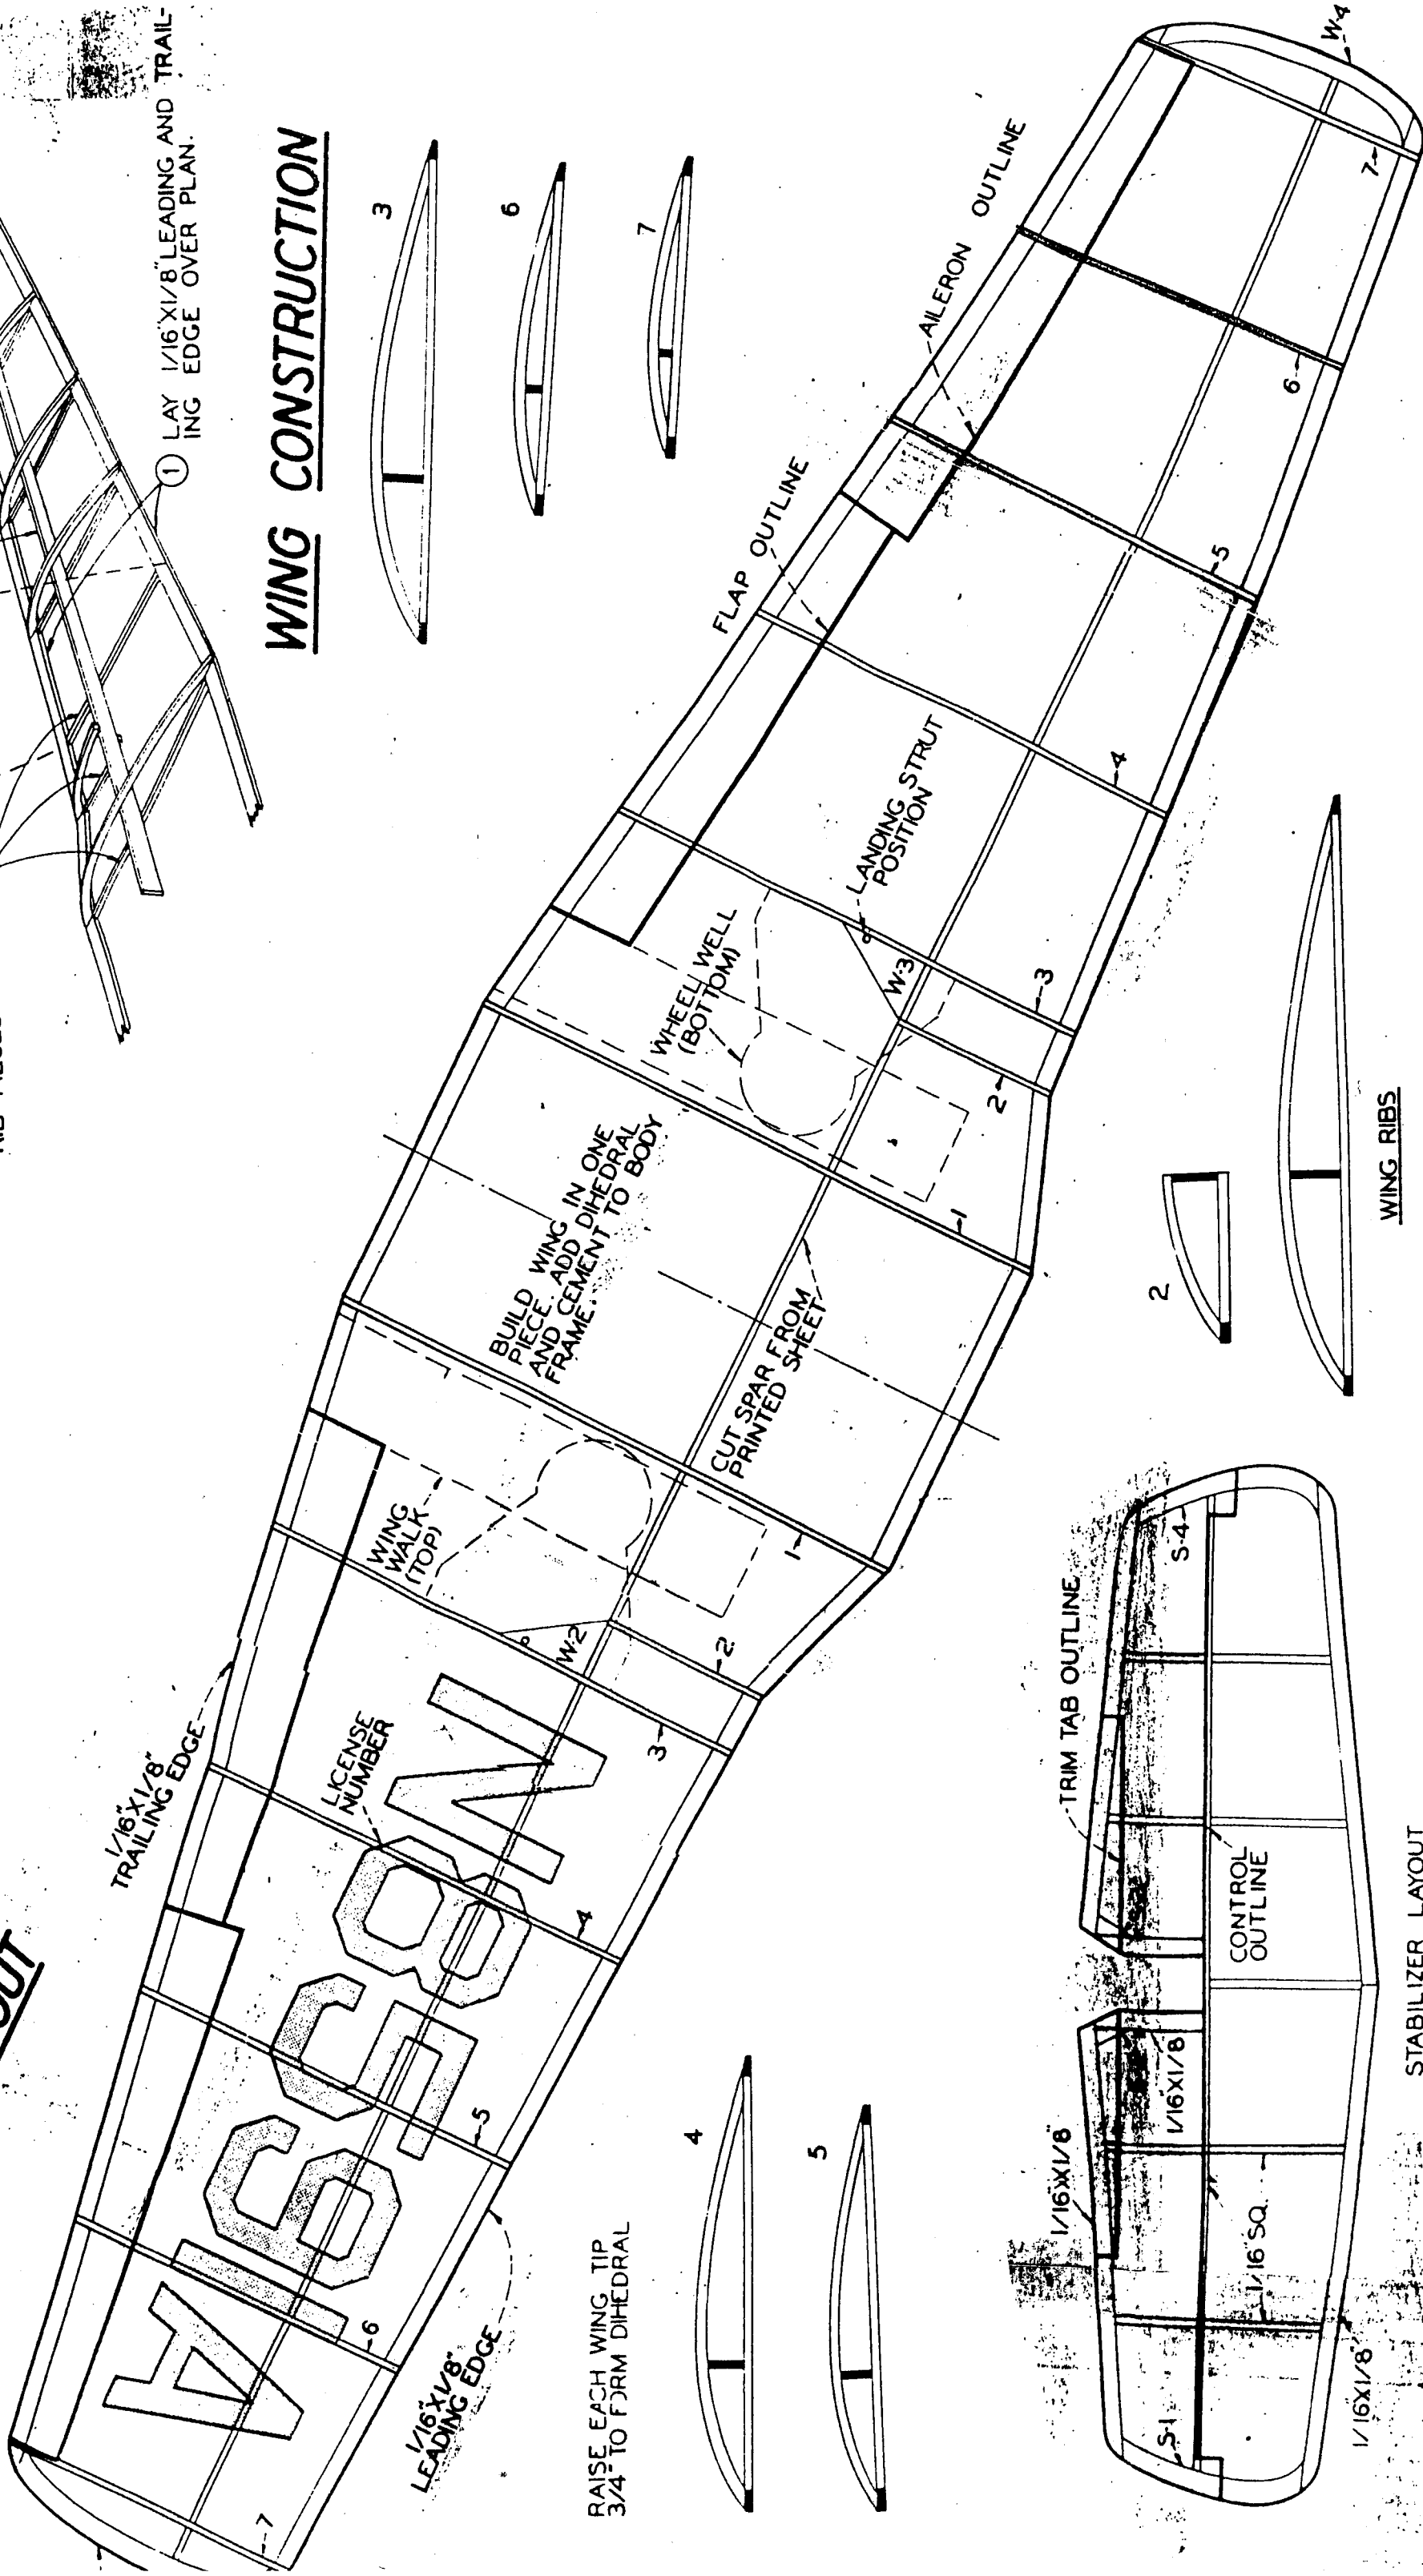 ① LAY 1/16"X1/8" LEADING AND TRAIL-
ING EDGE OVER PLAN.
WING CONSTRUCTION
3
6
7
AILERON OUTLINE
FLAP OUTLINE
W-4
7
6
5
4
3
2
1
LANDING STRUT
POSITION
W-3
WHEEL WELL
(BOTTOM)
BUILD WING IN ONE
PIECE. ADD DIHEDRAL
AND CEMENT TO BODY
FRAME.
CUT SPAR FROM
PRINTED SHEET
WING
WALK
(TOP)
W-2
1
2
3
4
5
6
7
LICENSE
NUMBER
1/16"X1/8"
TRAILING EDGE
1/16"X1/8"
LEADING EDGE
RAISE EACH WING TIP
3/4" TO FORM DIHEDRAL
4
5
2
WING RIBS
TRIM TAB OUTLINE
S-4
CONTROL
OUTLINE
1/16"X1/8"
1/16X1/8"
1/16"SQ.
S-1
1/16"X1/8"
STABILIZER LAYOUT